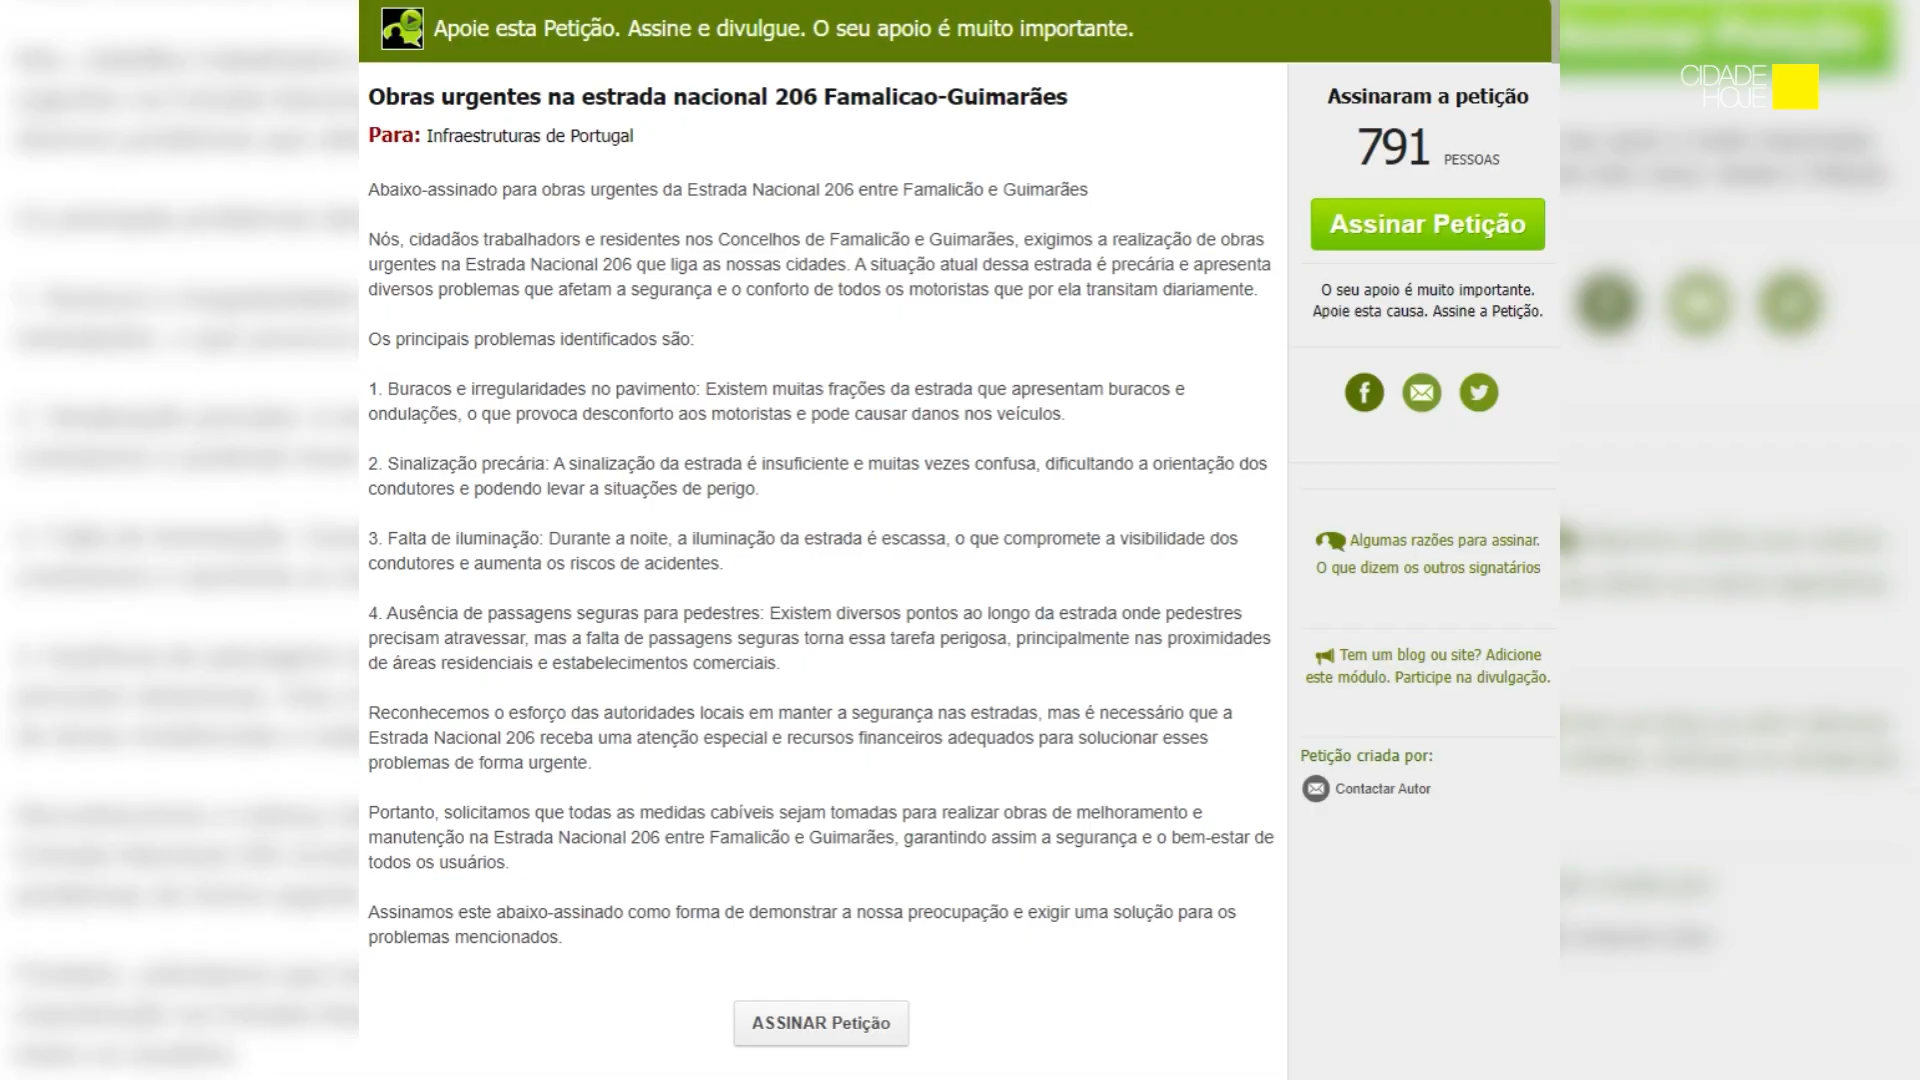 Apoie esta Petição. Assine e divulgue. O seu apoio é muito importante.
Obras urgentes na estrada nacional 206 Famalicao-Guimarães
Para: Infraestruturas de Portugal
Abaixo-assinado para obras urgentes da Estrada Nacional 206 entre Famalicão e Guimarães
Nós, cidadãos trabalhadors e residentes nos Concelhos de Famalicão e Guimarães, exigimos a realização de obras
urgentes na Estrada Nacional 206 que liga as nossas cidades. A situação atual dessa estrada é precária e apresenta
diversos problemas que afetam a segurança e o conforto de todos os motoristas que por ela transitam diariamente.
Os principais problemas identificados são:
1. Buracos e irregularidades no pavimento: Existem muitas frações da estrada que apresentam buracos e
ondulações, o que provoca desconforto aos motoristas e pode causar danos nos veículos.
2. Sinalização precária: A sinalização da estrada é insuficiente e muitas vezes confusa, dificultando a orientação dos
condutores e podendo levar a situações de perigo.
3. Falta de iluminação: Durante a noite, a iluminação da estrada é escassa, o que compromete a visibilidade dos
condutores e aumenta os riscos de acidentes.
4. Ausência de passagens seguras para pedestres: Existem diversos pontos ao longo da estrada onde pedestres
precisam atravessar, mas a falta de passagens seguras torna essa tarefa perigosa, principalmente nas proximidades
de áreas residenciais e estabelecimentos comerciais.
Reconhecemos o esforço das autoridades locais em manter a segurança nas estradas, mas é necessário que a
Estrada Nacional 206 receba uma atenção especial e recursos financeiros adequados para solucionar esses
problemas de forma urgente.
Portanto, solicitamos que todas as medidas cabíveis sejam tomadas para realizar obras de melhoramento e
manutenção na Estrada Nacional 206 entre Famalicão e Guimarães, garantindo assim a segurança e o bem-estar de
todos os usuários.
Assinamos este abaixo-assinado como forma de demonstrar a nossa preocupação e exigir uma solução para os
problemas mencionados.
ASSINAR Petição
Assinaram a petição
791 PESSOAS
Assinar Petição
O seu apoio é muito importante.
Apoie esta causa. Assine a Petição.
Algumas razões para assinar.
O que dizem os outros signatários
Tem um blog ou site? Adicione
este módulo. Participe na divulgação.
Petição criada por:
Contactar Autor
CIDADE
HOJE